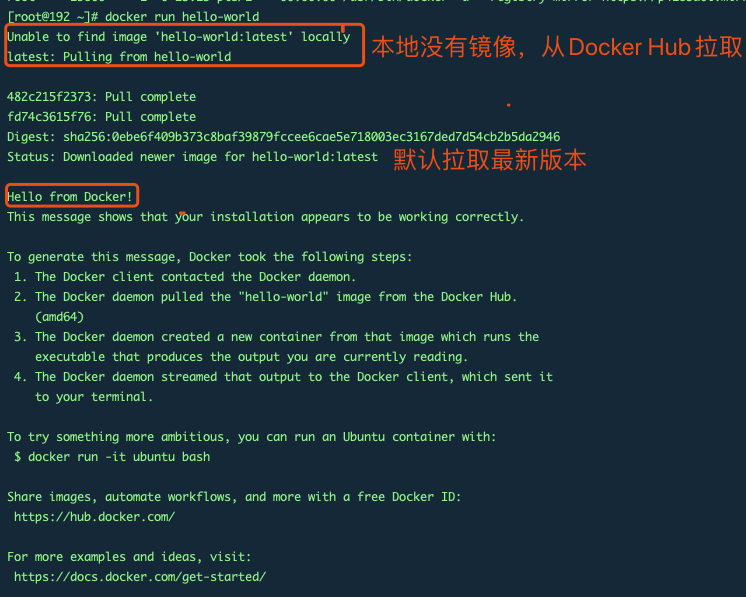 [root@192 ~]# docker run hello-world
Unable to find image 'hello-world:latest' locally
latest: Pulling from hello-world
本地没有镜像，从Docker Hub拉取
482c215f2373: Pull complete
fd74c3615f76: Pull complete
Digest: sha256:0ebe6f409b373c8baf39879fccee6cae5e718003ec3167ded7d54cb2b5da2946
Status: Downloaded newer image for hello-world:latest
默认拉取最新版本
Hello from Docker!
This message shows that your installation appears to be working correctly.
To generate this message, Docker took the following steps:
1. The Docker client contacted the Docker daemon.
2. The Docker daemon pulled the "hello-world" image from the Docker Hub.
(amd64)
3. The Docker daemon created a new container from that image which runs the
executable that produces the output you are currently reading.
4. The Docker daemon streamed that output to the Docker client, which sent it
to your terminal.
To try something more ambitious, you can run an Ubuntu container with:
$ docker run -it ubuntu bash
Share images, automate workflows, and more with a free Docker ID:
https://hub.docker.com/
For more examples and ideas, visit:
https://docs.docker.com/get-started/